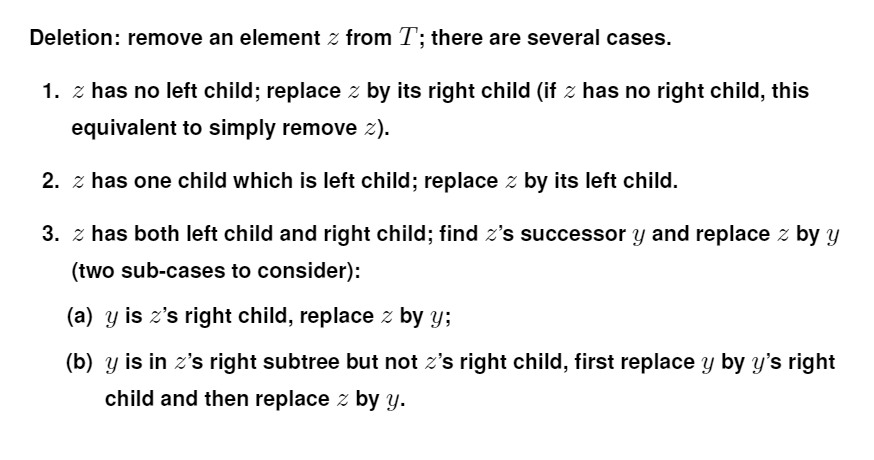 Deletion: remove an element z from T; there are several cases.
1. z has no left child; replace z by its right child (if z has no right child, this
equivalent to simply remove z).
2. z has one child which is left child; replace z by its left child.
3. z has both left child and right child; find z’s successor y and replace z by y
(two sub-cases to consider):
(a) y is z’s right child, replace z by y;
(b) y is in z’s right subtree but not z’s right child, first replace y by y’s right
child and then replace z by y.